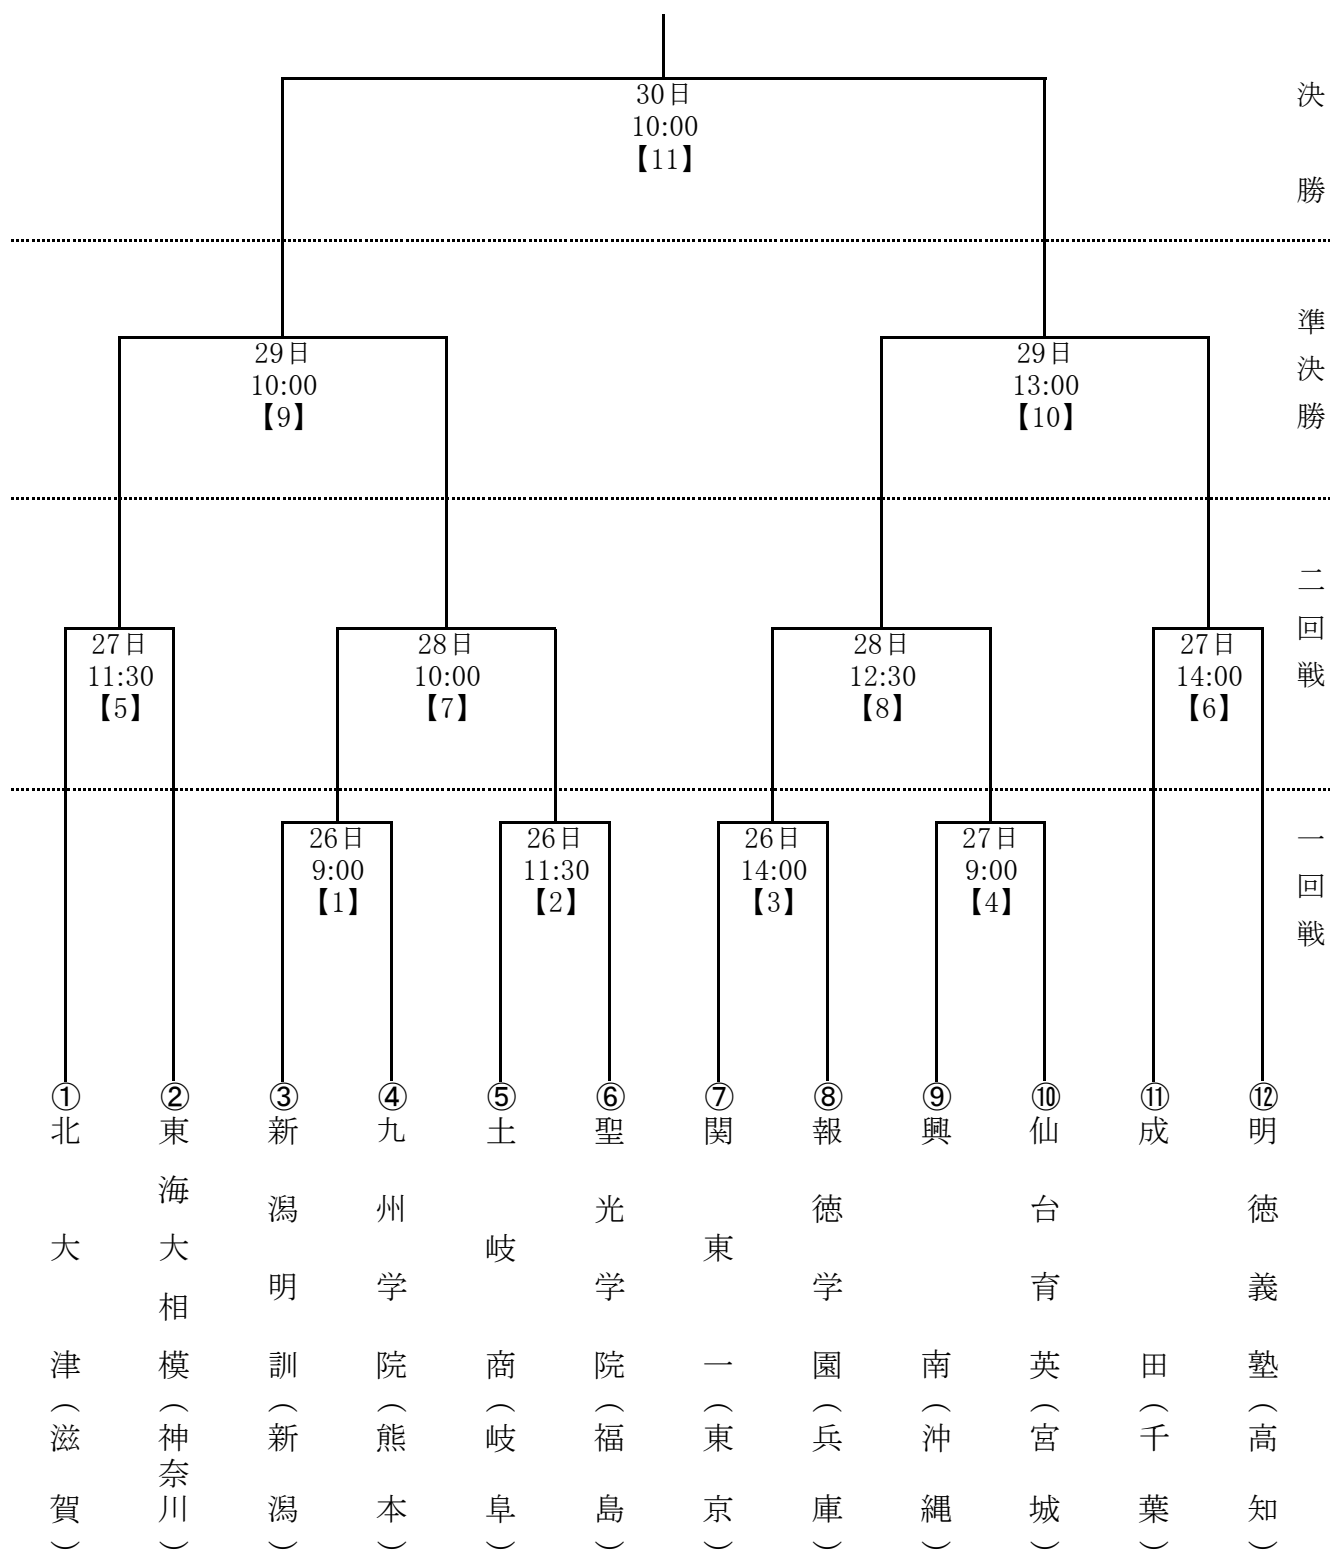 30日
10:00
【11】
決勝
29日
10:00
【9】
29日
13:00
【10】
準決勝
27日
11:30
【5】
28日
10:00
【7】
28日
12:30
【8】
27日
14:00
【6】
二回戦
26日
9:00
【1】
26日
11:30
【2】
26日
14:00
【3】
27日
9:00
【4】
一回戦
①北大津(滋賀)
②東海大相模(神奈川)
③新潟明訓(新潟)
④九州学院(熊本)
⑤土岐商(岐阜)
⑥聖光学院(福島)
⑦関東一(東京)
⑧報徳学園(兵庫)
⑨興南(沖縄)
⑩仙台育英(宮城)
⑪成田(千葉)
⑫明徳義塾(高知)